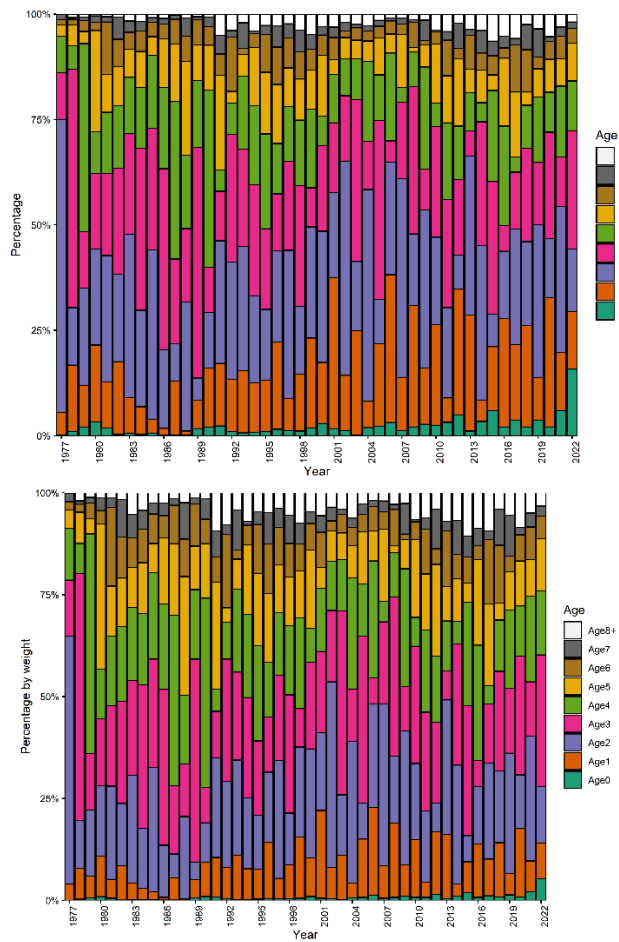 100%
75%
50%
25%
0%
Percentage
1977
1980
1983
1986
1989
1992
1995
1998
2001
2004
2007
2010
2013
2016
2019
2022
Year
Age
100%
75%
50%
25%
0%
Percentage by weight
1977
1980
1983
1986
1989
1992
1995
1998
2001
2004
2007
2010
2013
2016
2019
2022
Year
Age
Age8+
Age7
Age6
Age5
Age4
Age3
Age2
Age1
Age0